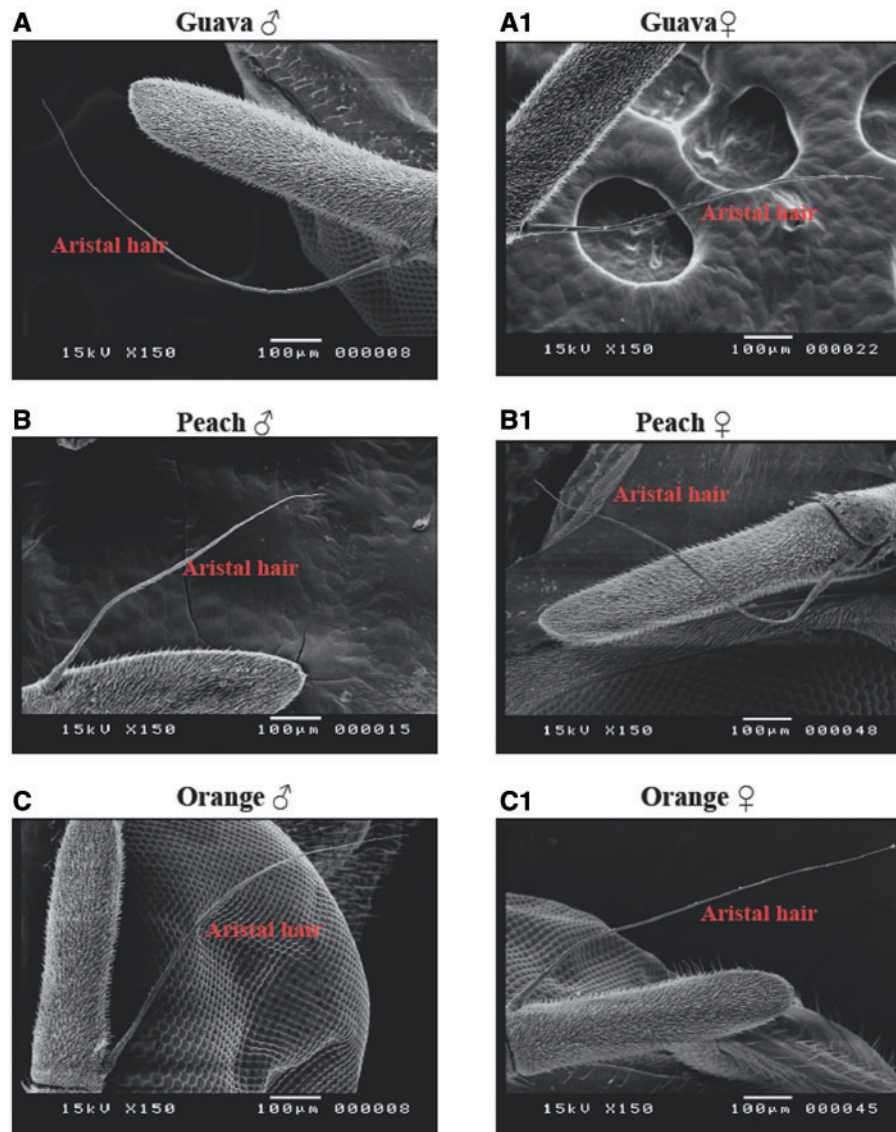 A Guava ♂
Aristal hair
15kV X150 100µm 000008
A1 Guava♀
Aristal hair
15kV X150 100µm 000022
B Peach ♂
Aristal hair
15kV X150 100µm 000015
B1 Peach ♀
Aristal hair
15kV X150 100µm 000048
C Orange ♂
Aristal hair
15kV X150 100µm 000008
C1 Orange ♀
Aristal hair
15kV X150 100µm 000045